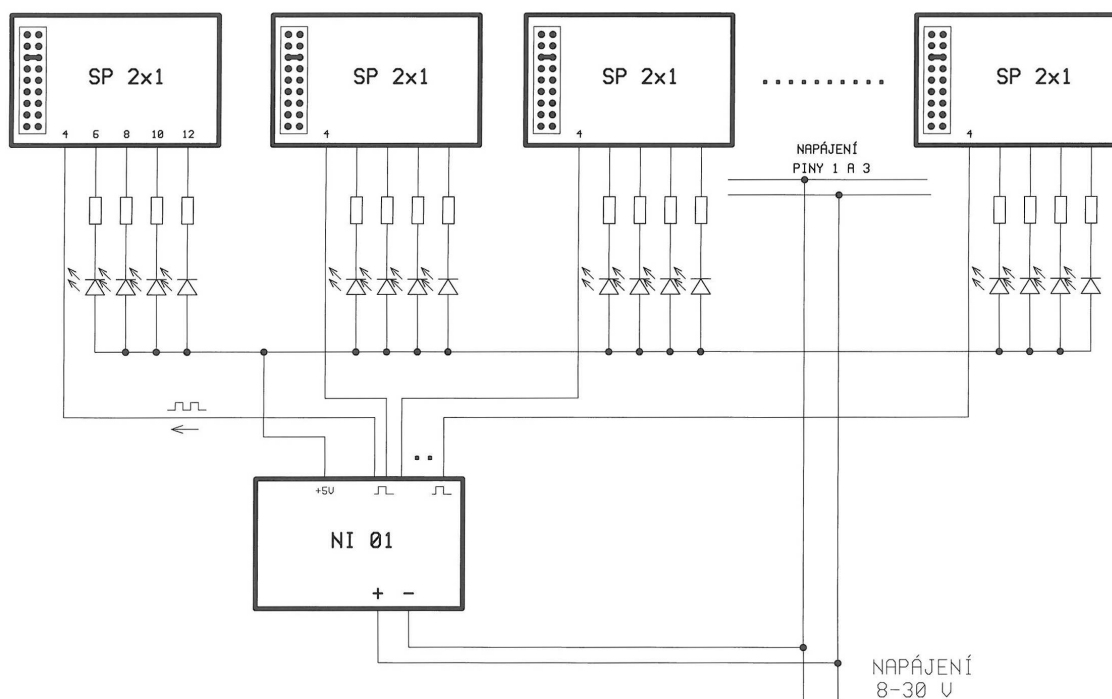 SP 2x1
SP 2x1
SP 2x1
..........
SP 2x1
4 6 8 10 12
4
4
4
NAPÁJENÍ
PINY 1 A 3
..
+5V
NI 01
+ −
NAPÁJENÍ
8-30 V